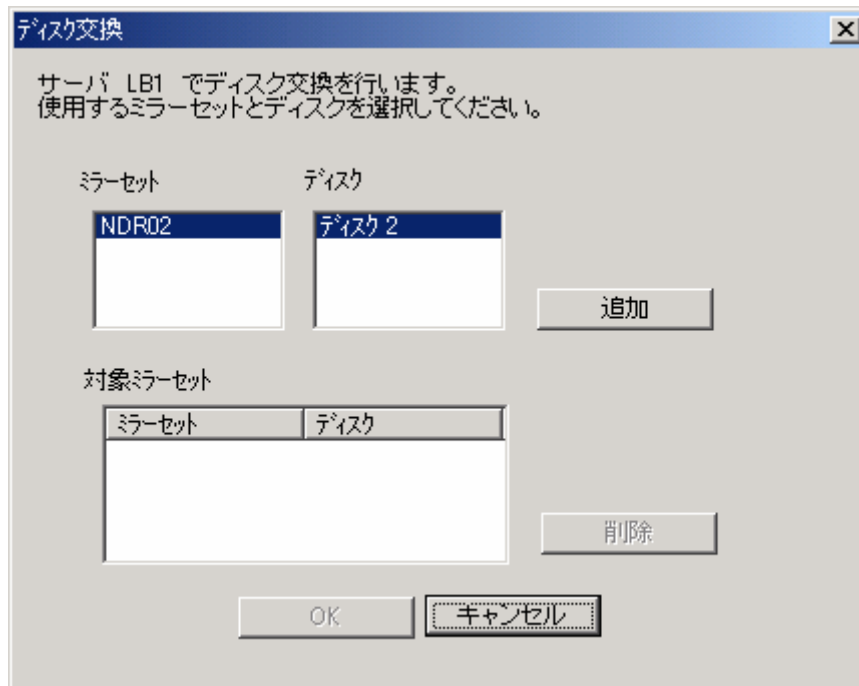 ディスク交換
サーバ LB1 でディスク交換を行います。
使用するミラーセットとディスクを選択してください。
ミラーセット ディスク
NDR02 ディスク 2
追加
対象ミラーセット
ミラーセット ディスク
削除
OK キャンセル